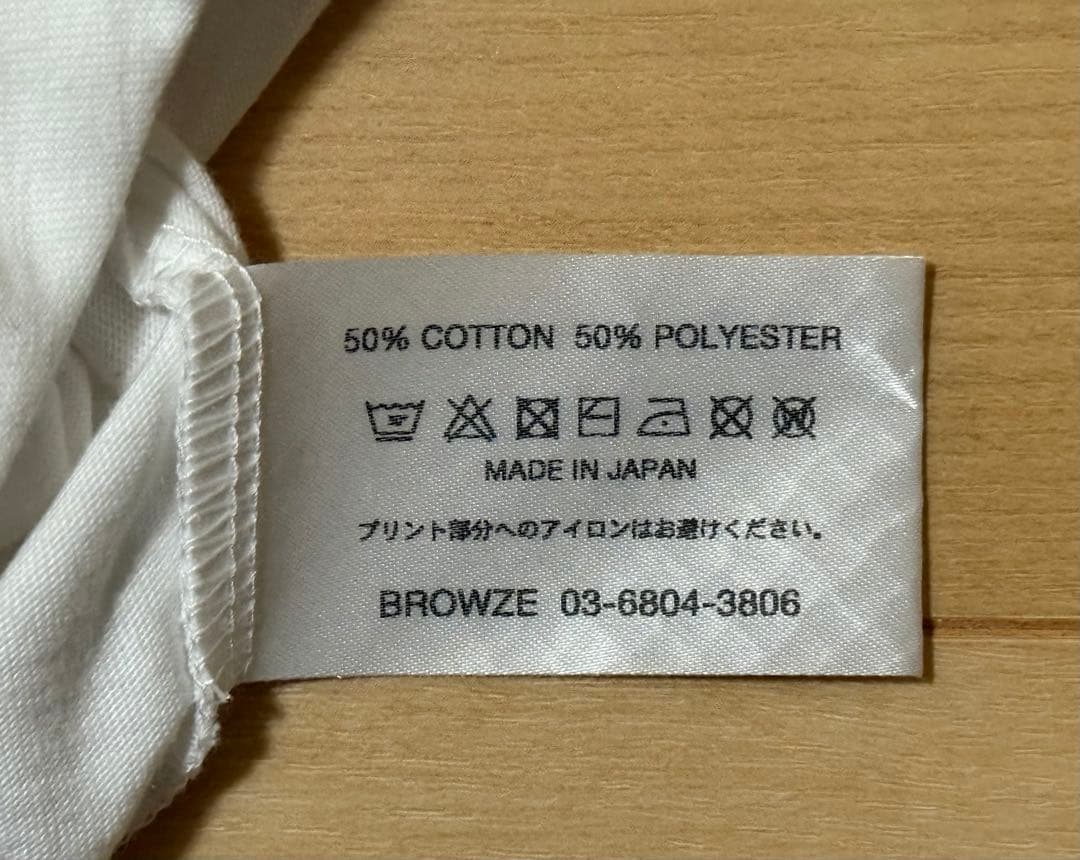 50% COTTON 50% POLYESTER
MADE IN JAPAN
プリント部分へのアイロンはお避けください。
BROWZE 03-6804-3806